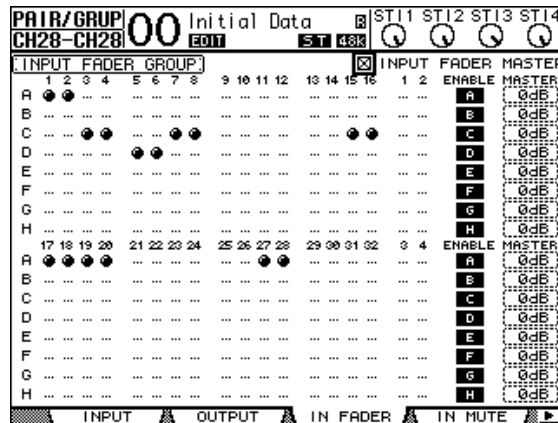 PAIR/GRUP 00 Initial Data R STI1 STI2 STI3 STI4
CH28-CH28 EDIT ST 48k
INPUT FADER GROUP INPUT FADER MASTER
1 2 3 4 5 6 7 8 9 10 11 12 13 14 15 16 1 2 ENABLE MASTER
A A 0dB
B B 0dB
C C 0dB
D D 0dB
E E 0dB
F F 0dB
G G 0dB
H H 0dB
17 18 19 20 21 22 23 24 25 26 27 28 29 30 31 32 3 4 ENABLE MASTER
A A 0dB
B B 0dB
C C 0dB
D D 0dB
E E 0dB
F F 0dB
G G 0dB
H H 0dB
INPUT OUTPUT IN FADER IN MUTE